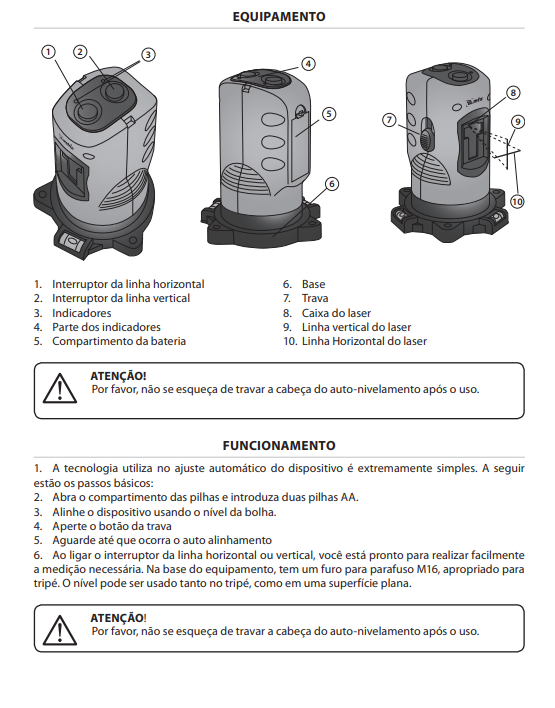 EQUIPAMENTO
1
2
3
4
5
6
7
8
9
10
1. Interruptor da linha horizontal
2. Interruptor da linha vertical
3. Indicadores
4. Parte dos indicadores
5. Compartimento da bateria
6. Base
7. Trava
8. Caixa do laser
9. Linha vertical do laser
10. Linha Horizontal do laser
ATENÇÃO!
Por favor, não se esqueça de travar a cabeça do auto-nivelamento após o uso.
FUNCIONAMENTO
1. A tecnologia utiliza no ajuste automático do dispositivo é extremamente simples. A seguir
estão os passos básicos:
2. Abra o compartimento das pilhas e introduza duas pilhas AA.
3. Alinhe o dispositivo usando o nível da bolha.
4. Aperte o botão da trava
5. Aguarde até que ocorra o auto alinhamento
6. Ao ligar o interruptor da linha horizontal ou vertical, você está pronto para realizar facilmente
a medição necessária. Na base do equipamento, tem um furo para parafuso M16, apropriado para
tripé. O nível pode ser usado tanto no tripé, como em uma superfície plana.
ATENÇÃO!
Por favor, não se esqueça de travar a cabeça do auto-nivelamento após o uso.